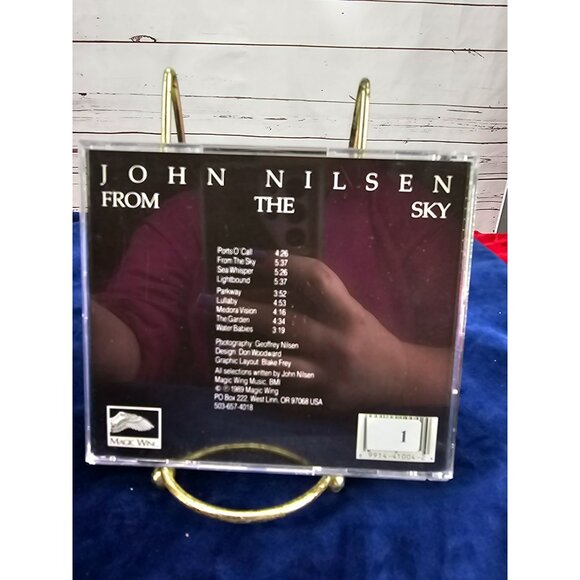 JOHN NILSEN
FROM THE SKY
Ports O' Call 4:26
From The Sky 5:37
Sea Whisper 5:26
Lightbound 5:37
Parkway 3:52
Lullaby 4:53
Medora Vision 4:16
The Garden 4:34
Water Babies 3:19
Photography Geoffrey Nilsen
Design Don Woodward
Graphic Layout Blake Frey
All selections written by John Nilsen
Magic Wing Music, BMI
© ℗ 1989 Magic Wing
PO Box 222, West Linn, OR 97068 USA
503-657-4018
MAGIC WING
1
9914-41004